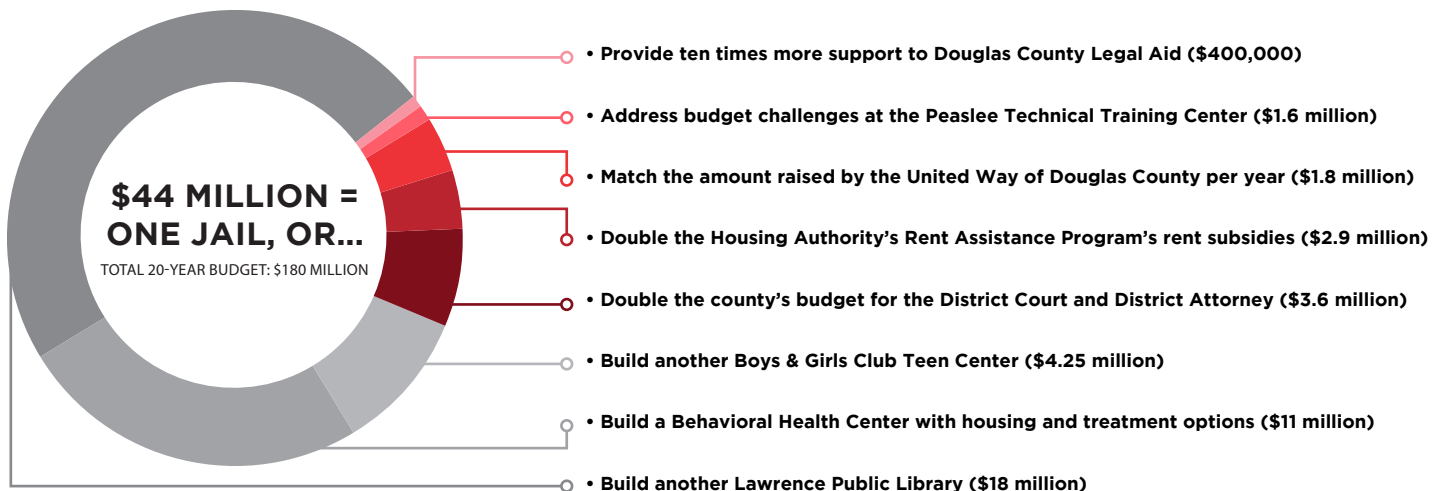 $44 MILLION =
ONE JAIL, OR...
TOTAL 20-YEAR BUDGET: $180 MILLION
• Provide ten times more support to Douglas County Legal Aid ($400,000)
• Address budget challenges at the Peaslee Technical Training Center ($1.6 million)
• Match the amount raised by the United Way of Douglas County per year ($1.8 million)
• Double the Housing Authority’s Rent Assistance Program’s rent subsidies ($2.9 million)
• Double the county’s budget for the District Court and District Attorney ($3.6 million)
• Build another Boys & Girls Club Teen Center ($4.25 million)
• Build a Behavioral Health Center with housing and treatment options ($11 million)
• Build another Lawrence Public Library ($18 million)